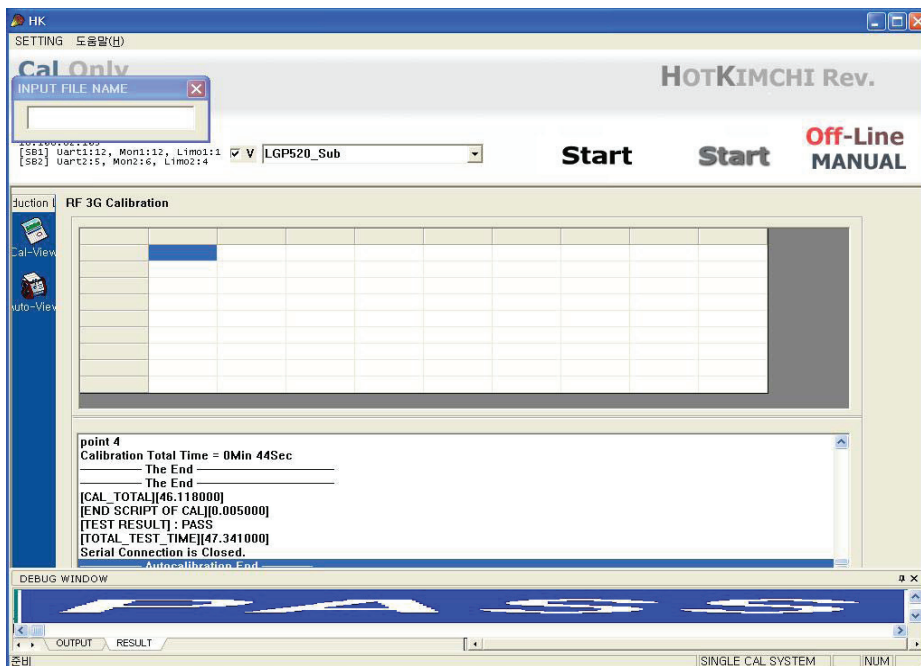 HK
SETTING 도움말(H)
Cal Only
HOTKIMCHI Rev.
INPUT FILE NAME
[SB1] Uart1:12, Mon1:12, Limo1:1
[SB2] Uart2:5, Mon2:6, Limo2:4
V LGP520_Sub
Start
Start
Off-Line
MANUAL
duction
RF 3G Calibration
Cal-View
uto-View
point 4
Calibration Total Time = 0Min 44Sec
The End
The End
[CAL_TOTAL][46.118000]
[END SCRIPT OF CAL][0.005000]
[TEST RESULT] : PASS
[TOTAL_TEST_TIME][47.341000]
Serial Connection is Closed.
Autocalibration End
DEBUG WINDOW
PASS
OUTPUT RESULT
준비
SINGLE CAL SYSTEM NUM